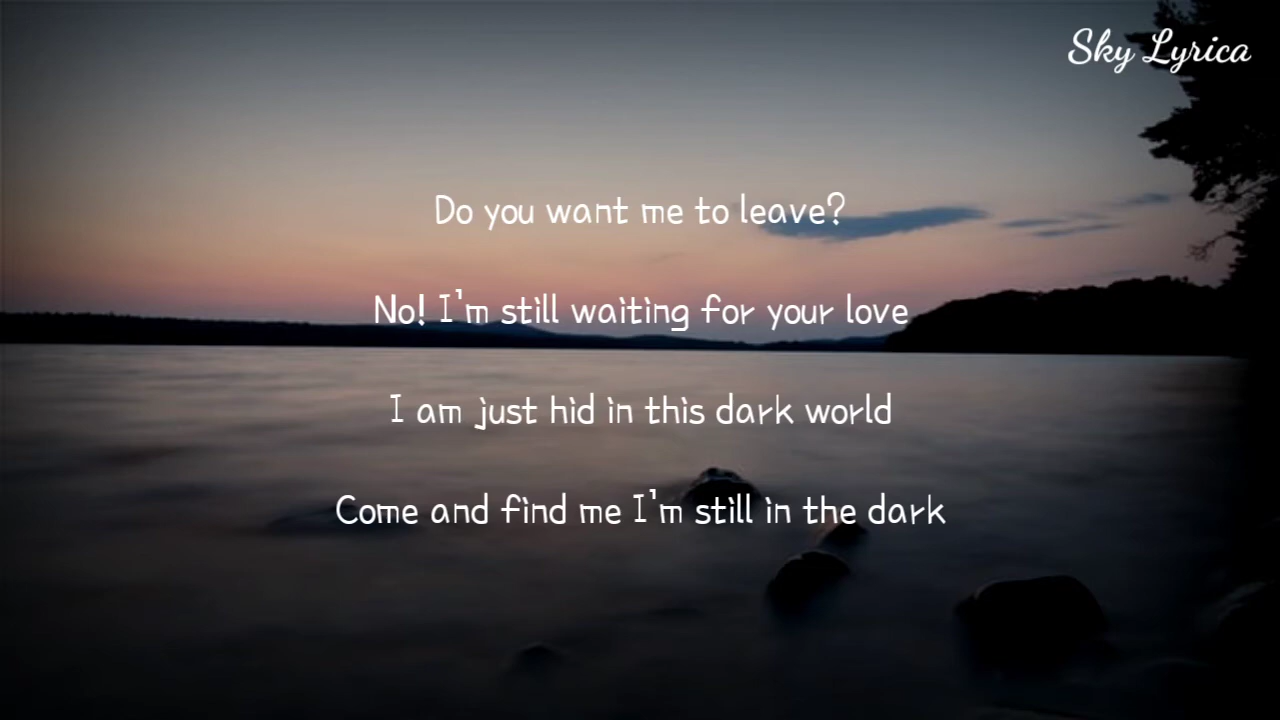 Sky Lyrica
Do you want me to leave?
No! I'm still waiting for your love
I am just hid in this dark world
Come and find me I'm still in the dark